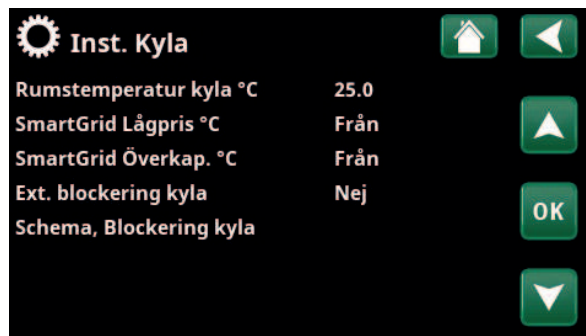 Inst. Kyla
Rumstemperatur kyla °C 25.0
SmartGrid Lågpris °C Från
SmartGrid Överkap. °C Från
Ext. blockering kyla Nej
Schema, Blockering kyla
OK